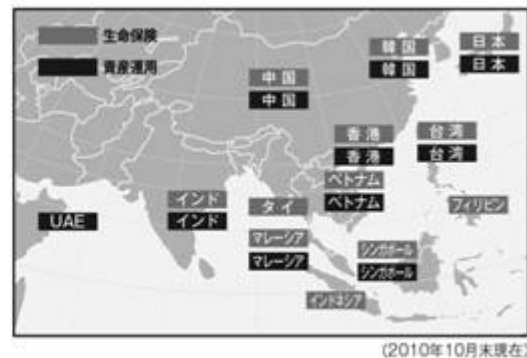 生命保険
資産運用
韓国
韓国
日本
日本
中国
中国
香港
香港
台湾
台湾
ベトナム
ベトナム
フィリピン
UAE
インド
インド
タイ
マレーシア
マレーシア
シンガポール
シンガポール
インドネシア
(2010年10月末現在)